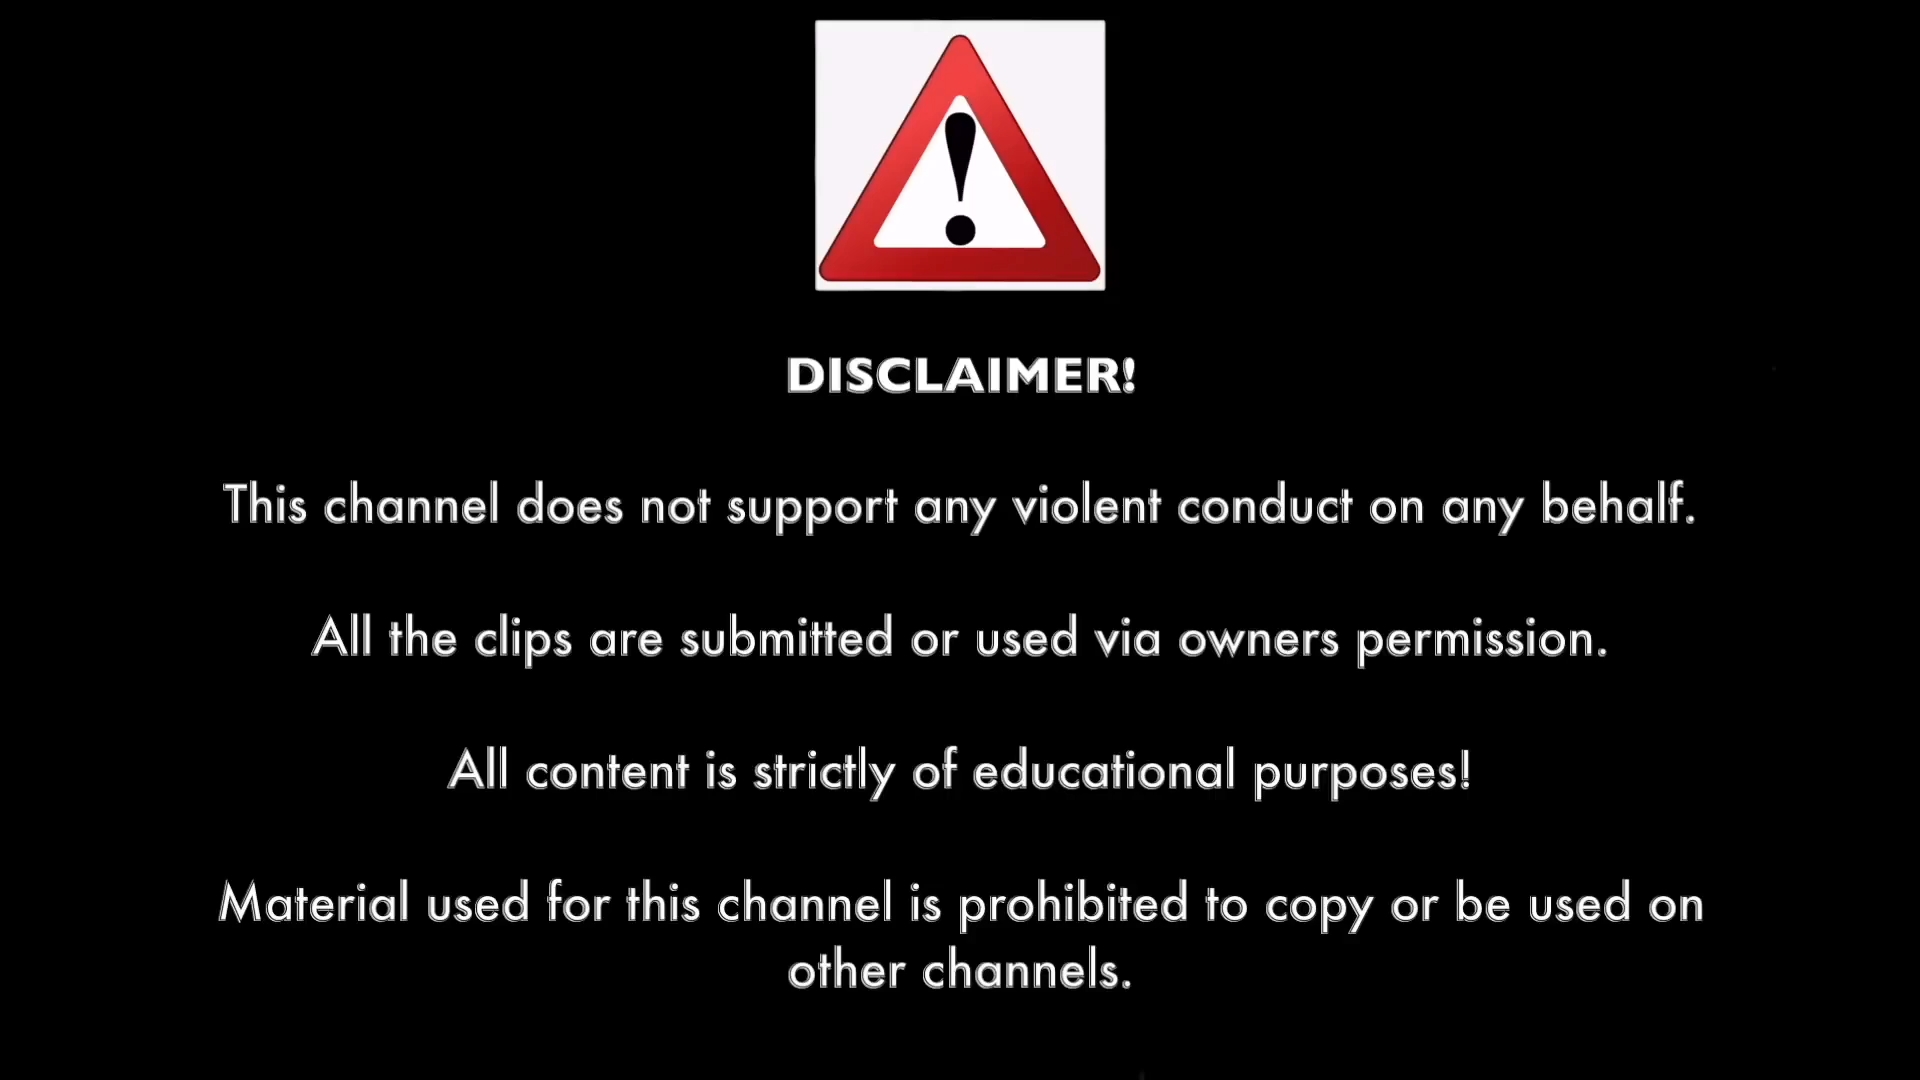 DISCLAIMER!
This channel does not support any violent conduct on any behalf.
All the clips are submitted or used via owners permission.
All content is strictly of educational purposes!
Material used for this channel is prohibited to copy or be used on
other channels.